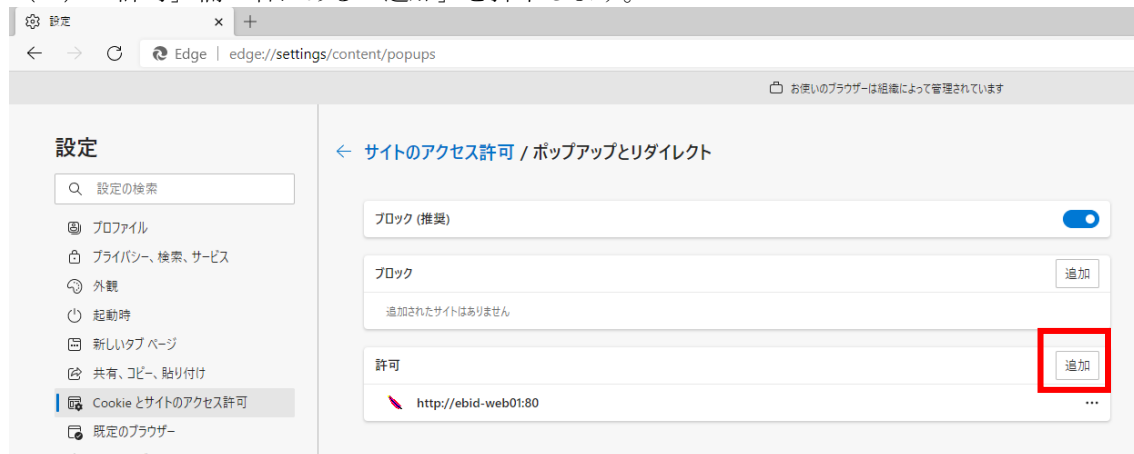 設定
Edge | edge://settings/content/popups
お使いのブラウザーは組織によって管理されています
設定
設定の検索
プロファイル
プライバシー、検索、サービス
外観
起動時
新しいタブ ページ
共有、コピー、貼り付け
Cookie とサイトのアクセス許可
既定のブラウザー
サイトのアクセス許可 / ポップアップとリダイレクト
ブロック (推奨)
ブロック
追加
追加されたサイトはありません
許可
追加
http://ebid-web01:80